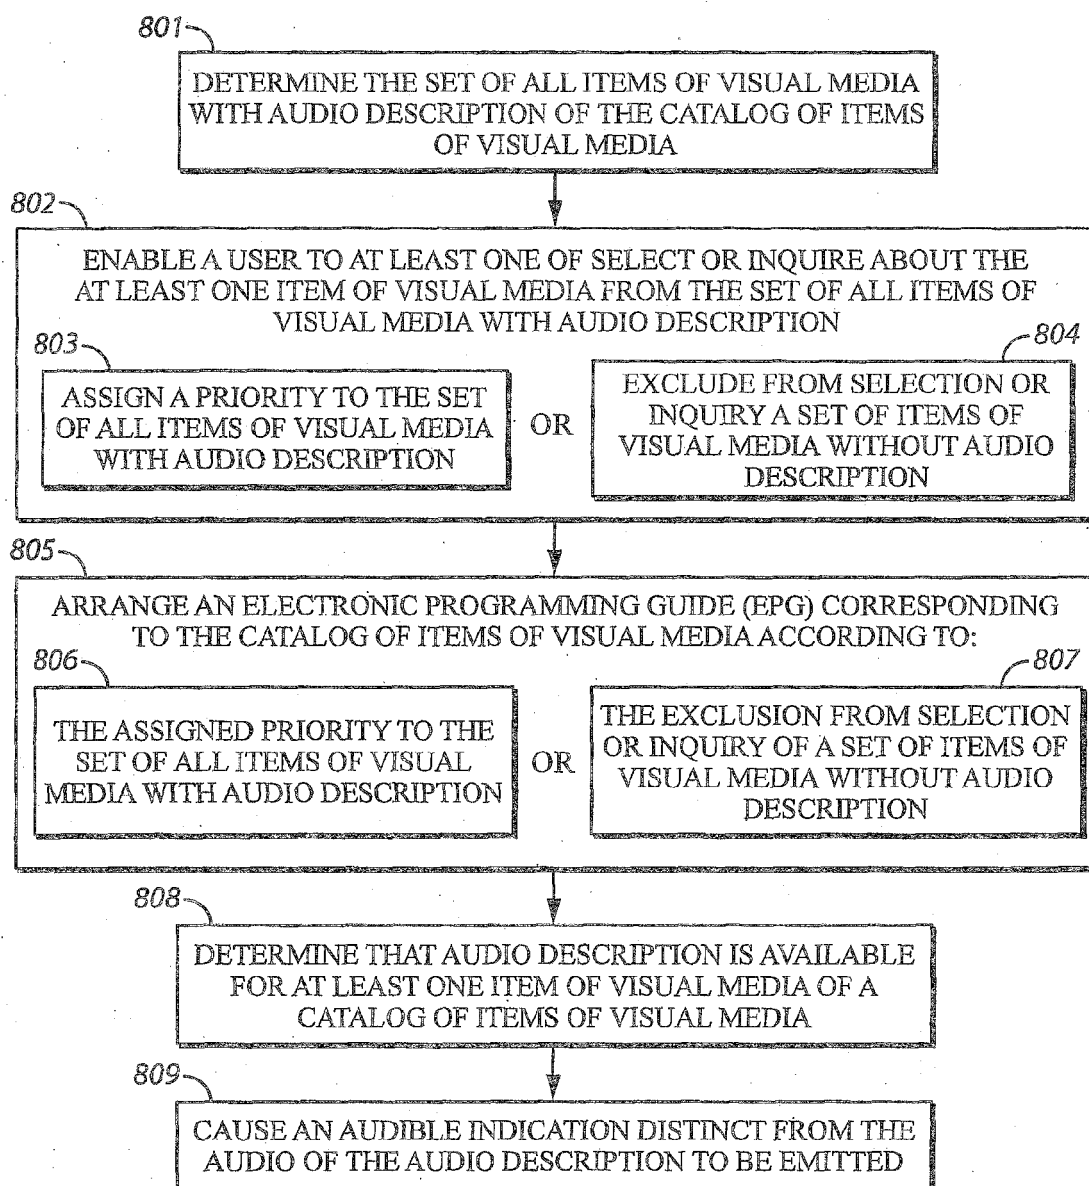 801
DETERMINE THE SET OF ALL ITEMS OF VISUAL MEDIA
WITH AUDIO DESCRIPTION OF THE CATALOG OF ITEMS
OF VISUAL MEDIA
802
ENABLE A USER TO AT LEAST ONE OF SELECT OR INQUIRE ABOUT THE
AT LEAST ONE ITEM OF VISUAL MEDIA FROM THE SET OF ALL ITEMS OF
VISUAL MEDIA WITH AUDIO DESCRIPTION
803
ASSIGN A PRIORITY TO THE SET
OF ALL ITEMS OF VISUAL MEDIA
WITH AUDIO DESCRIPTION
OR
804
EXCLUDE FROM SELECTION OR
INQUIRY A SET OF ITEMS OF
VISUAL MEDIA WITHOUT AUDIO
DESCRIPTION
805
ARRANGE AN ELECTRONIC PROGRAMMING GUIDE (EPG) CORRESPONDING
TO THE CATALOG OF ITEMS OF VISUAL MEDIA ACCORDING TO:
806
THE ASSIGNED PRIORITY TO THE
SET OF ALL ITEMS OF VISUAL
MEDIA WITH AUDIO DESCRIPTION
OR
807
THE EXCLUSION FROM SELECTION
OR INQUIRY OF A SET OF ITEMS OF
VISUAL MEDIA WITHOUT AUDIO
DESCRIPTION
808
DETERMINE THAT AUDIO DESCRIPTION IS AVAILABLE
FOR AT LEAST ONE ITEM OF VISUAL MEDIA OF A
CATALOG OF ITEMS OF VISUAL MEDIA
809
CAUSE AN AUDIBLE INDICATION DISTINCT FROM THE
AUDIO OF THE AUDIO DESCRIPTION TO BE EMITTED